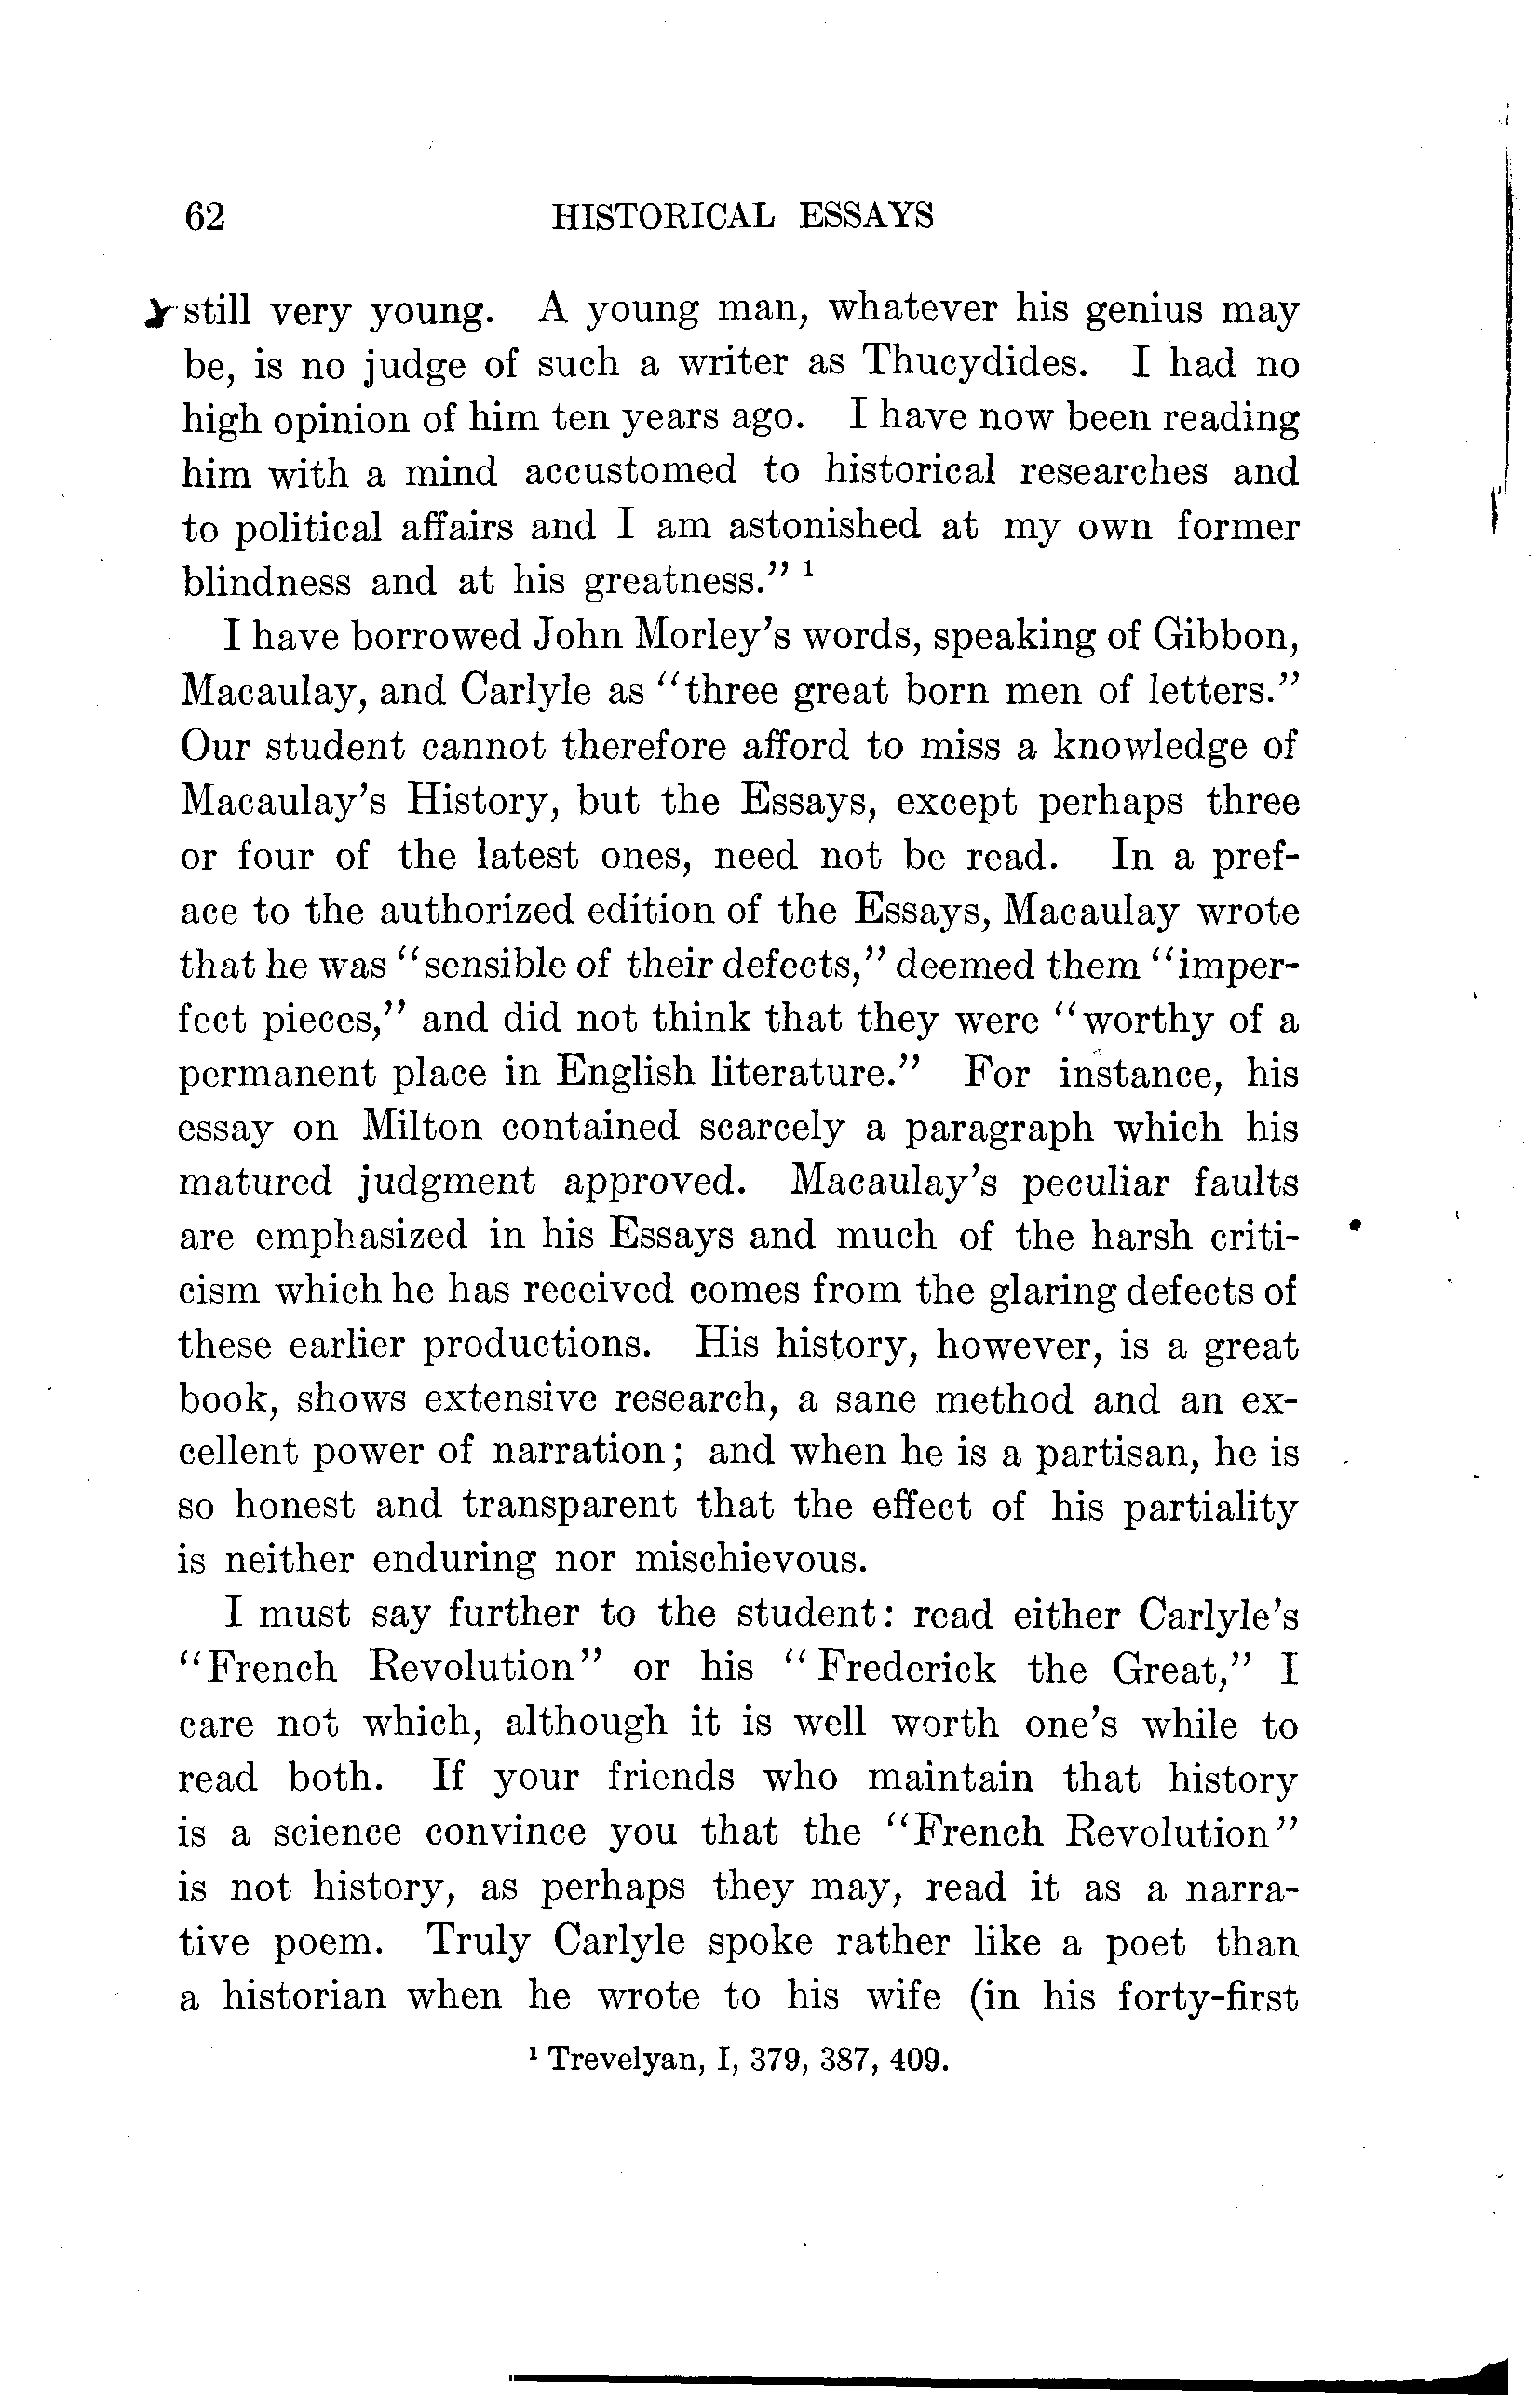 62 HISTORICAL ESSAYS
still very young. A young man, whatever his genius may
be, is no judge of such a writer as Thucydides. I had no
high opinion of him ten years ago. I have now been reading
him with a mind accustomed to historical researches and
to political affairs and I am astonished at my own former
blindness and at his greatness." ¹
I have borrowed John Morley's words, speaking of Gibbon,
Macaulay, and Carlyle as "three great born men of letters."
Our student cannot therefore afford to miss a knowledge of
Macaulay's History, but the Essays, except perhaps three
or four of the latest ones, need not be read. In a pref-
ace to the authorized edition of the Essays, Macaulay wrote
that he was "sensible of their defects," deemed them "imper-
fect pieces," and did not think that they were "worthy of a
permanent place in English literature." For instance, his
essay on Milton contained scarcely a paragraph which his
matured judgment approved. Macaulay's peculiar faults
are emphasized in his Essays and much of the harsh criti-
cism which he has received comes from the glaring defects of
these earlier productions. His history, however, is a great
book, shows extensive research, a sane method and an ex-
cellent power of narration; and when he is a partisan, he is
so honest and transparent that the effect of his partiality
is neither enduring nor mischievous.
I must say further to the student: read either Carlyle's
"French Revolution" or his "Frederick the Great," I
care not which, although it is well worth one's while to
read both. If your friends who maintain that history
is a science convince you that the "French Revolution"
is not history, as perhaps they may, read it as a narra-
tive poem. Truly Carlyle spoke rather like a poet than
a historian when he wrote to his wife (in his forty-first
¹ Trevelyan, I, 379, 387, 409.